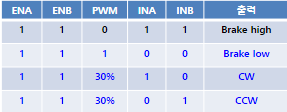 ENA ENB PWM INA INB 출력
1 1 0 1 1 Brake high
1 1 1 0 0 Brake low
1 1 30% 1 0 CW
1 1 30% 0 1 CCW